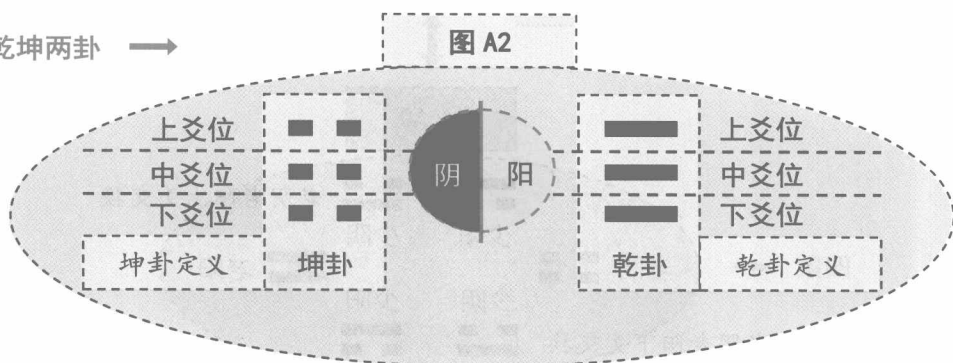 图 A2
乾坤两卦
上爻位 上爻位
中爻位 阴 阳 中爻位
下爻位 下爻位
坤卦定义 坤卦 乾卦 乾卦定义